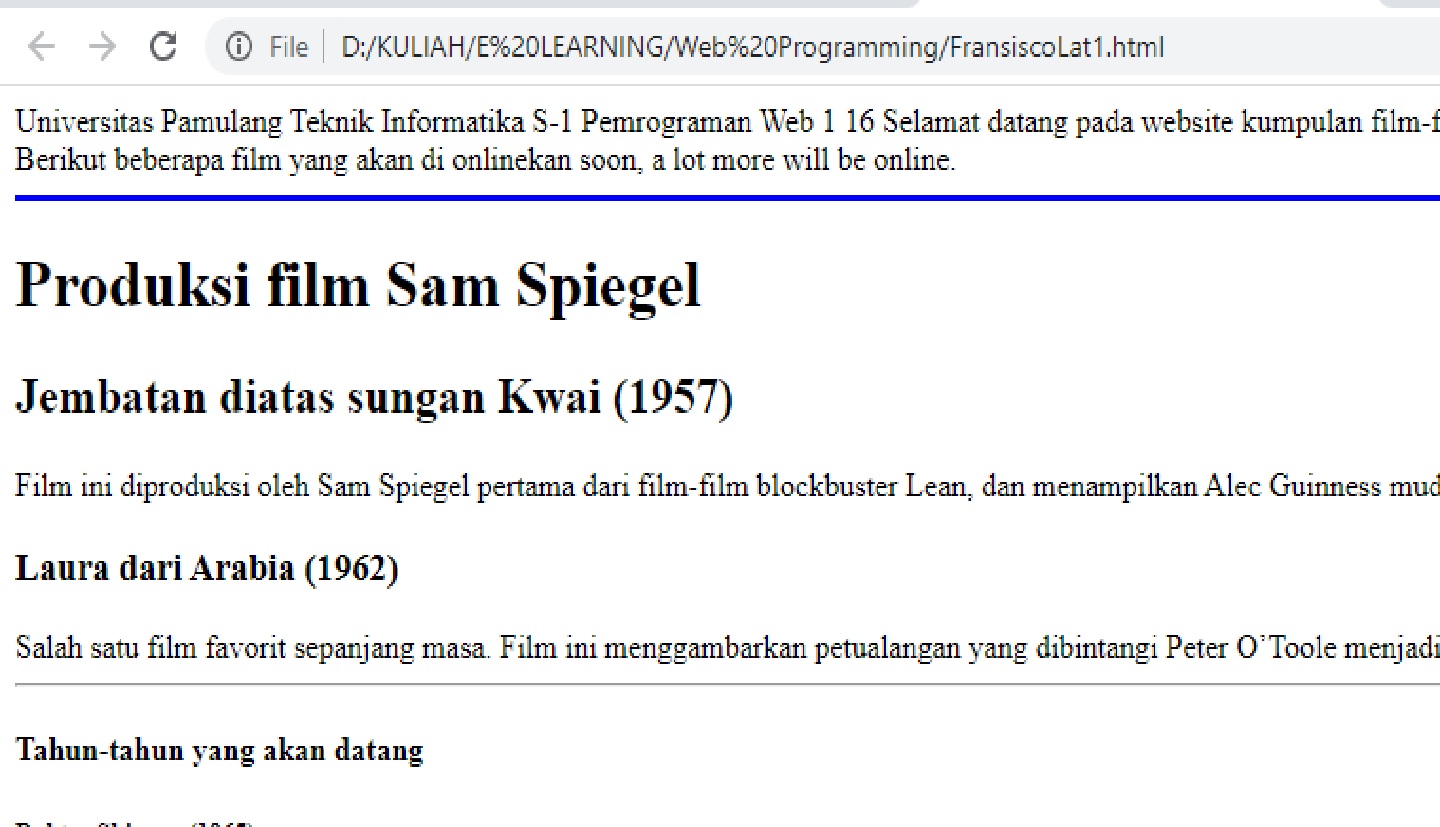 File D:/KULIAH/E%20LEARNING/Web%20Programming/FransiscoLat1.html
Universitas Pamulang Teknik Informatika S-1 Pemrograman Web 1 16 Selamat datang pada website kumpulan film-f
Berikut beberapa film yang akan di onlinekan soon, a lot more will be online.
Produksi film Sam Spiegel
Jembatan diatas sungan Kwai (1957)
Film ini diproduksi oleh Sam Spiegel pertama dari film-film blockbuster Lean, dan menampilkan Alec Guinness mud
Laura dari Arabia (1962)
Salah satu film favorit sepanjang masa. Film ini menggambarkan petualangan yang dibintangi Peter O’Toole menjadi
Tahun-tahun yang akan datang